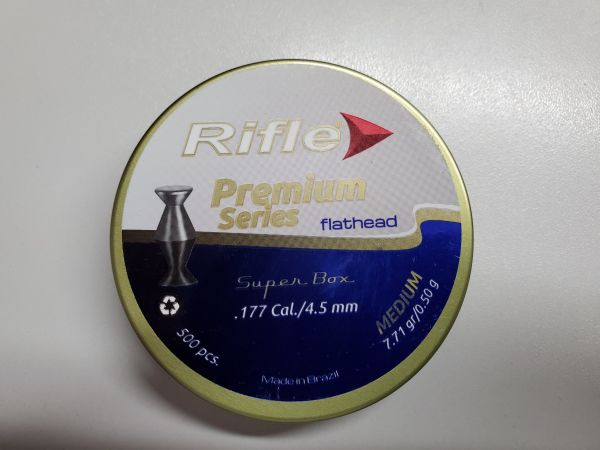 Rifle
Premium
Series
flathead
Super Box
.177 Cal./4.5 mm
MEDIUM
7.71 gr/0.50 g
500 pcs.
Made in Brazil